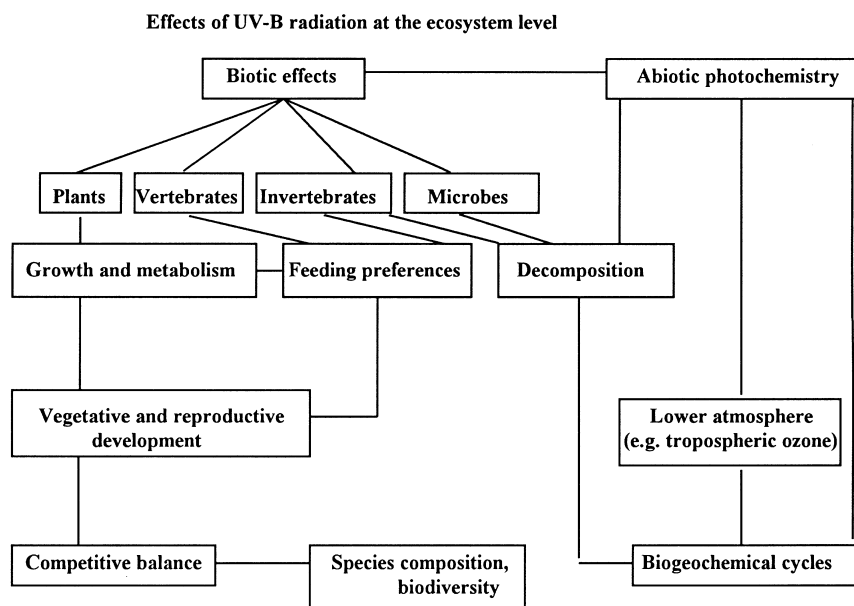 Effects of UV-B radiation at the ecosystem level
Biotic effects
Abiotic photochemistry
Plants
Vertebrates
Invertebrates
Microbes
Growth and metabolism
Feeding preferences
Decomposition
Vegetative and reproductive
development
Lower atmosphere
(e.g. tropospheric ozone)
Competitive balance
Species composition,
biodiversity
Biogeochemical cycles